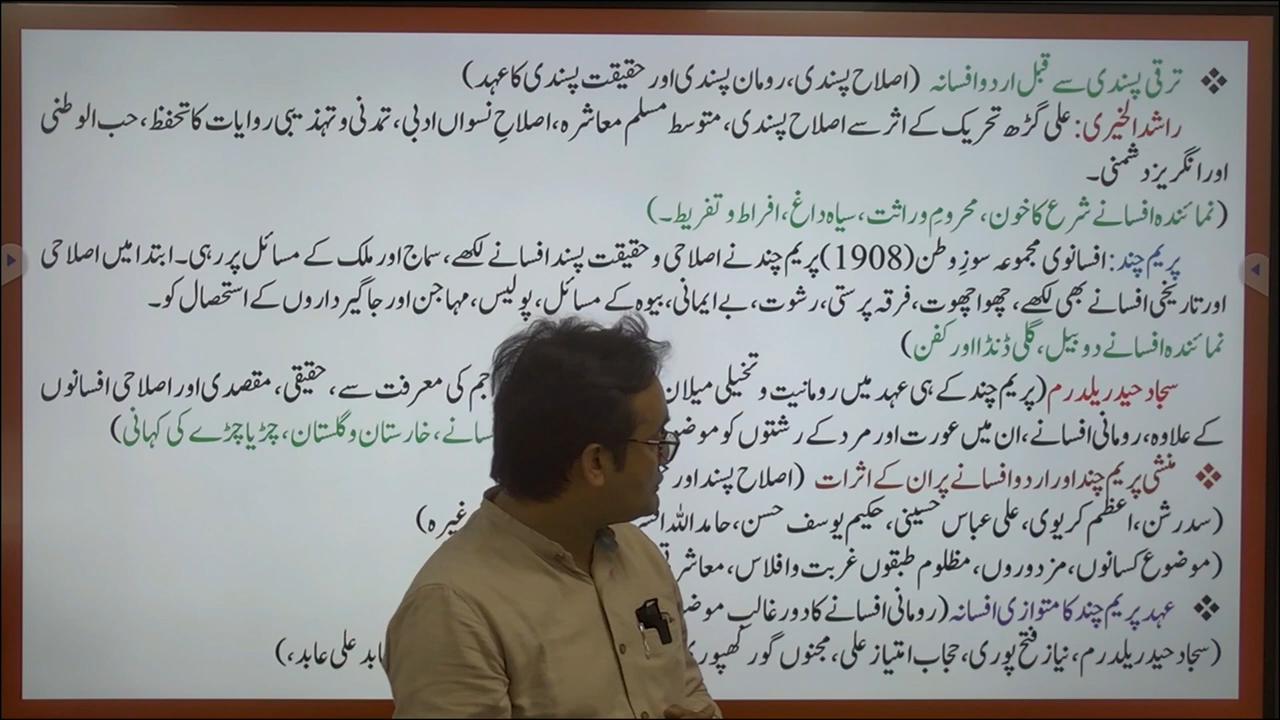 ❖ ترقی پسندی سے قبل اردو افسانہ (اصلاح پسندی، رومان پسندی اور حقیقت پسندی کا عہد)
راشد الخیری: علی گڑھ تحریک کے اثر سے اصلاح پسندی، متوسط مسلم معاشرہ، اصلاحِ نسواں ادبی، تمدنی و تہذیبی روایات کا تحفظ، حب الوطنی
اور انگریز دشمنی۔
(نمائندہ افسانے شرع کا خون، محرومِ وراثت، سیاہ داغ، افراط و تفریط۔)
پریم چند: افسانوی مجموعہ سوزِ وطن (1908) پریم چند نے اصلاحی و حقیقت پسند افسانے لکھے، سماج اور ملک کے مسائل پر رہی۔ ابتدا میں اصلاحی
اور تاریخی افسانے بھی لکھے، چھوا چھوت، فرقہ پرستی، رشوت، بے ایمانی، بیوہ کے مسائل، پولیس، مہاجن اور جاگیرداروں کے استحصال کو۔
نمائندہ افسانے دو بیل، گلی ڈنڈا اور کفن)
سجاد حیدر یلدرم (پریم چند کے ہی عہد میں رومانیت و تخیلی میلان جم کی معرفت سے، حقیقی، مقصدی اور اصلاحی افسانوں
کے علاوہ، رومانی افسانے، ان میں عورت اور مرد کے رشتوں کو موضو سانے، خارستان و گلستان، چڑیا چڑے کی کہانی)
❖ منشی پریم چند اور اردو افسانے پر ان کے اثرات (اصلاح پسند اور
(سدرشن، اعظم کریوی، علی عباس حسینی، حکیم یوسف حسن، حامد اللہ افس غیرہ)
(موضوع کسانوں، مزدوروں، مظلوم طبقوں غربت و افلاس، معاشر
❖ عہد پریم چند کا متوازی افسانہ (رومانی افسانے کا دور غالب موضو
(سجاد حیدر یلدرم، نیاز فتح پوری، حجاب امتیاز علی، مجنوں گورکھپوری ابد علی عابد،)